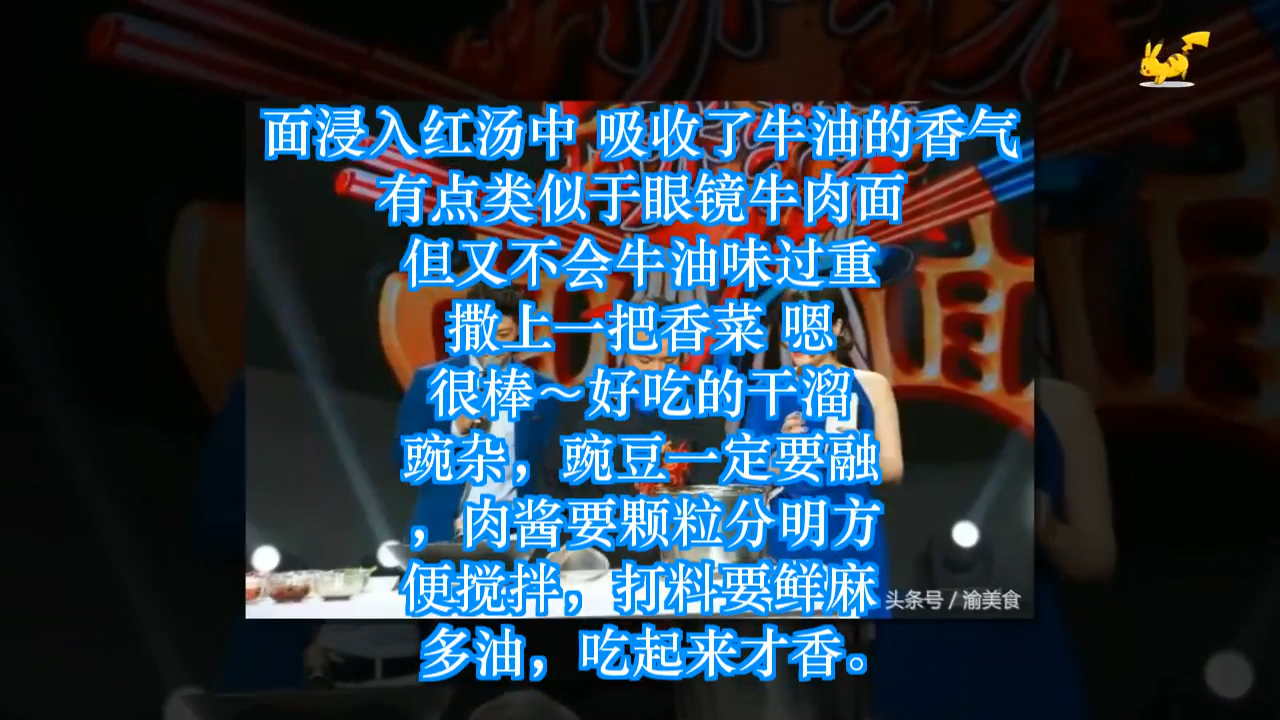 面浸入红汤中 吸收了牛油的香气
有点类似于眼镜牛肉面
但又不会牛油味过重
撒上一把香菜 嗯
很棒～好吃的干溜
豌杂，豌豆一定要融
，肉酱要颗粒分明方
便搅拌，打料要鲜麻
多油，吃起来才香。
头条号 / 渝美食